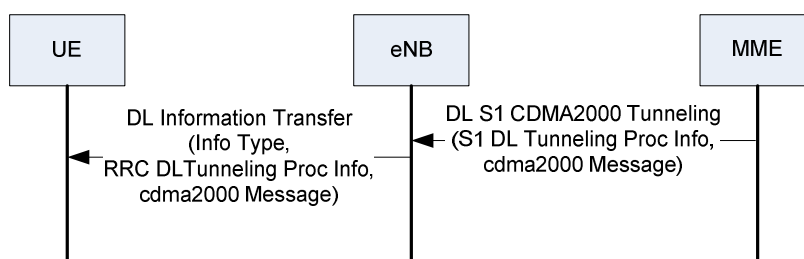 UE
eNB
MME
DL Information Transfer
(Info Type,
RRC DLTunneling Proc Info,
cdma2000 Message)
DL S1 CDMA2000 Tunneling
(S1 DL Tunneling Proc Info,
cdma2000 Message)